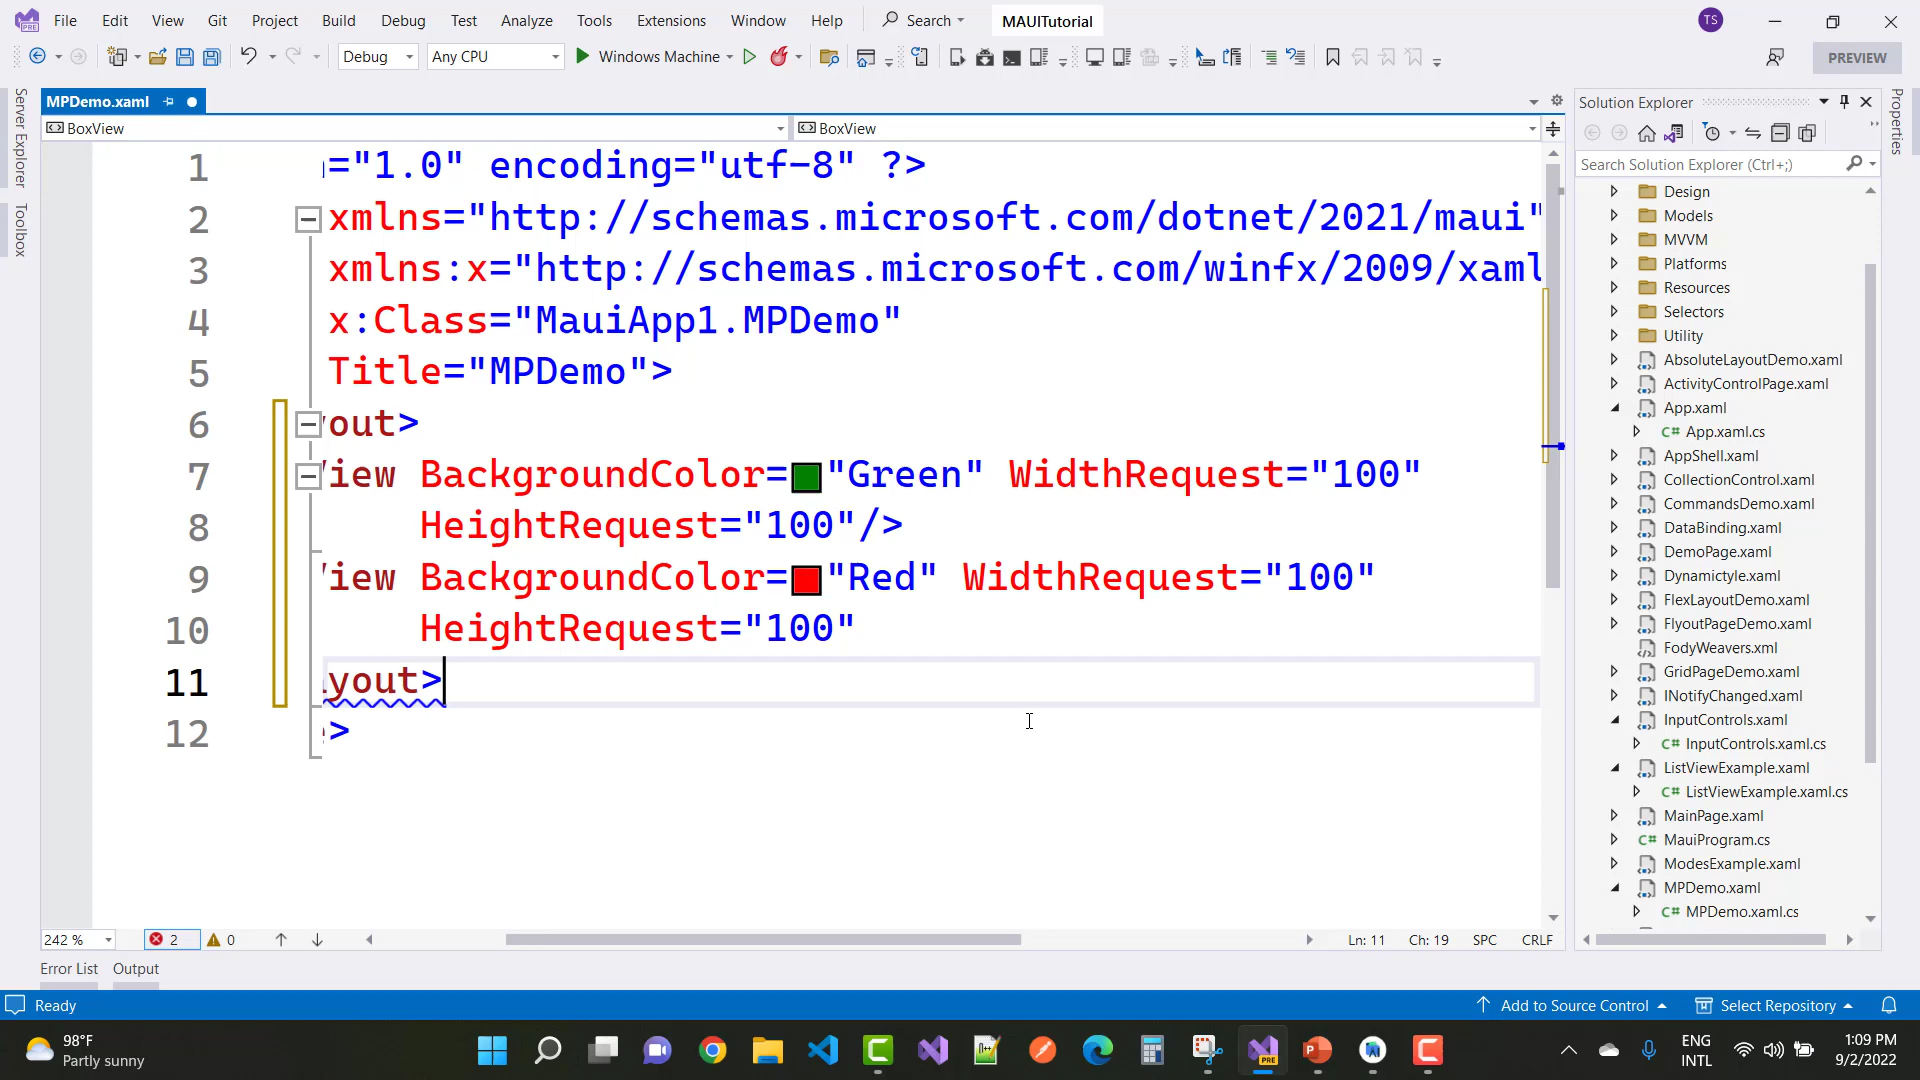 File Edit View Git Project Build Debug Test Analyze Tools Extensions Window Help Search MAUITutorial TS
Debug Any CPU Windows Machine PREVIEW
Server Explorer
Toolbox
MPDemo.xaml
BoxView BoxView
1 ="1.0" encoding="utf-8" ?>
2 xmlns="http://schemas.microsoft.com/dotnet/2021/maui"
3 xmlns:x="http://schemas.microsoft.com/winfx/2009/xaml
4 x:Class="MauiApp1.MPDemo"
5 Title="MPDemo">
6 yout>
7 View BackgroundColor="Green" WidthRequest="100"
8 HeightRequest="100"/>
9 View BackgroundColor="Red" WidthRequest="100"
10 HeightRequest="100"
11 ayout>
12 >
242 % 2 0 Ln: 11 Ch: 19 SPC CRLF
Error List Output
Solution Explorer
Search Solution Explorer (Ctrl+;)
Design
Models
MVVM
Platforms
Resources
Selectors
Utility
AbsoluteLayoutDemo.xaml
ActivityControlPage.xaml
App.xaml
C# App.xaml.cs
AppShell.xaml
CollectionControl.xaml
CommandsDemo.xaml
DataBinding.xaml
DemoPage.xaml
Dynamictyle.xaml
FlexLayoutDemo.xaml
FlyoutPageDemo.xaml
FodyWeavers.xml
GridPageDemo.xaml
INotifyChanged.xaml
InputControls.xaml
C# InputControls.xaml.cs
ListViewExample.xaml
C# ListViewExample.xaml.cs
MainPage.xaml
C# MauiProgram.cs
ModesExample.xaml
MPDemo.xaml
C# MPDemo.xaml.cs
Properties
Ready Add to Source Control Select Repository
98°F
Partly sunny
ENG
INTL
1:09 PM
9/2/2022